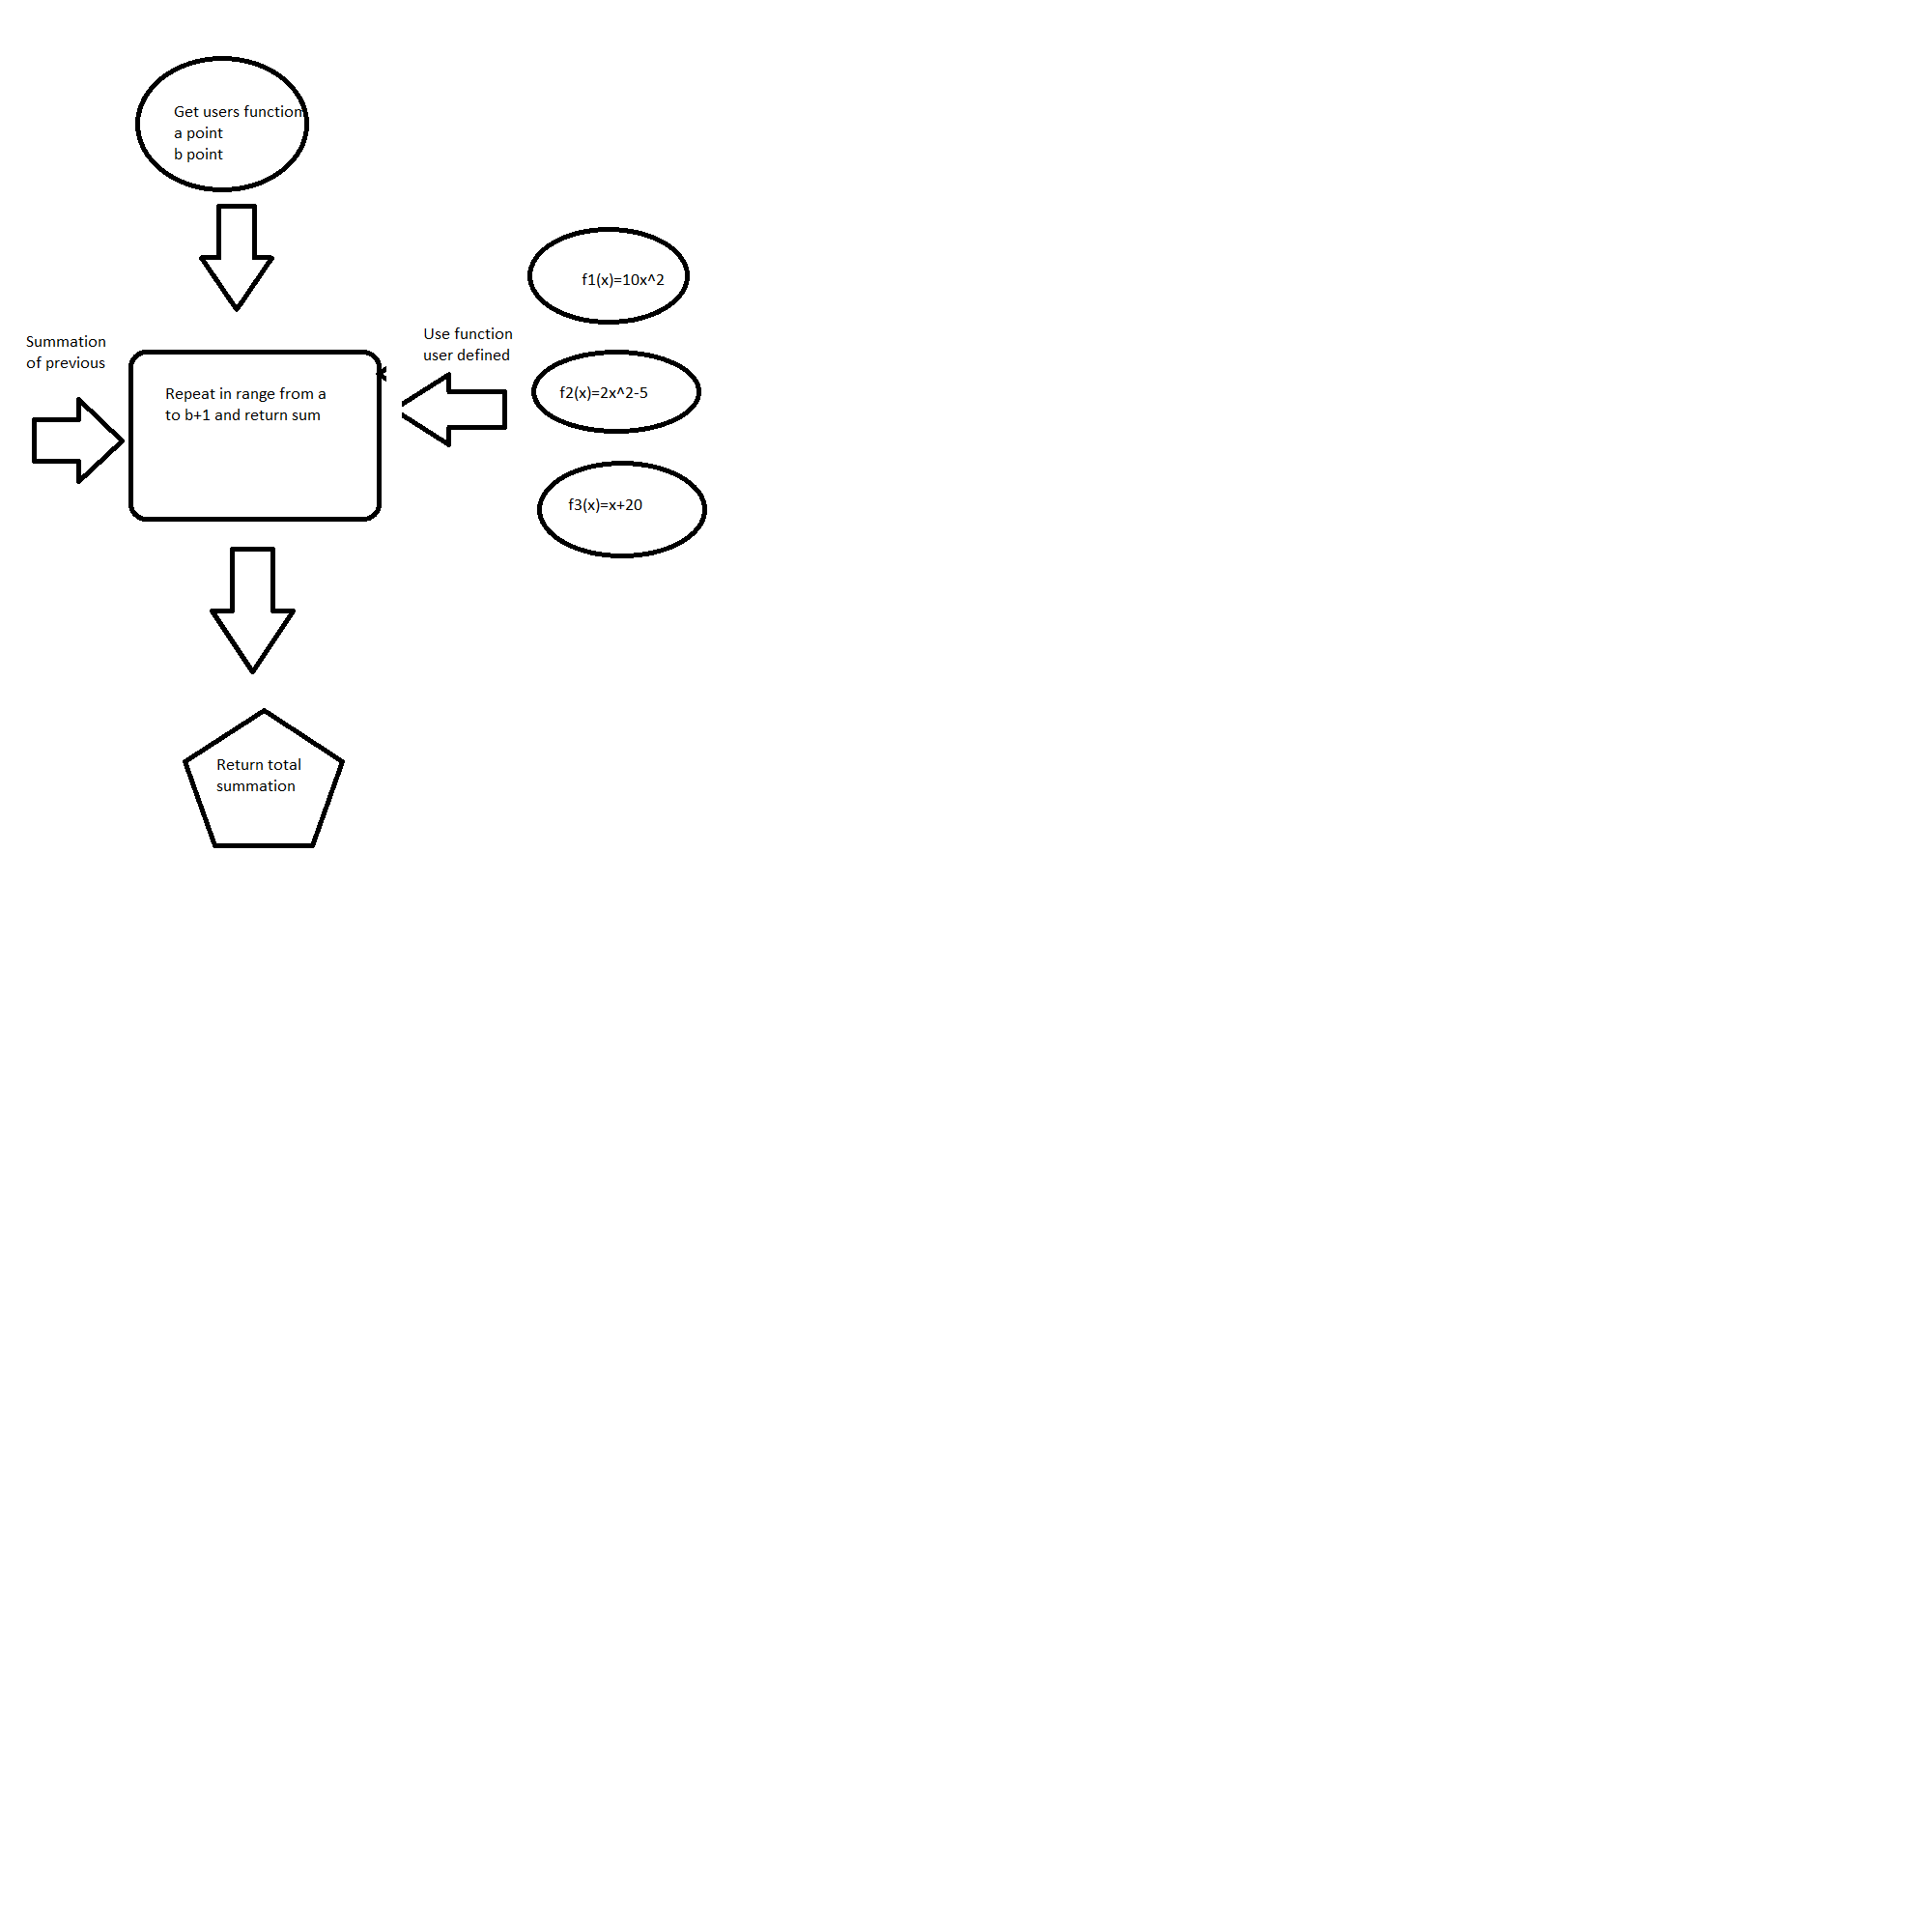 Get users function
a point
b point
f1(x)=10x^2
Summation
of previous
Use function
user defined
Repeat in range from a
to b+1 and return sum
f2(x)=2x^2-5
f3(x)=x+20
Return total
summation